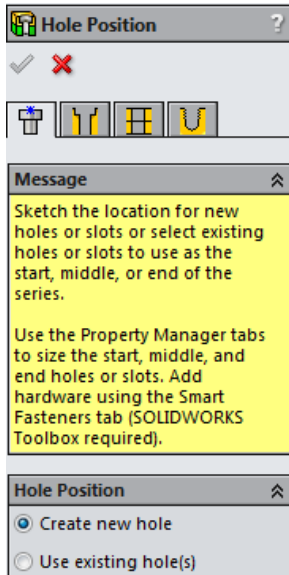 Hole Position ?
Message
Sketch the location for new
holes or slots or select existing
holes or slots to use as the
start, middle, or end of the
series.
Use the Property Manager tabs
to size the start, middle, and
end holes or slots. Add
hardware using the Smart
Fasteners tab (SOLIDWORKS
Toolbox required).
Hole Position
Create new hole
Use existing hole(s)